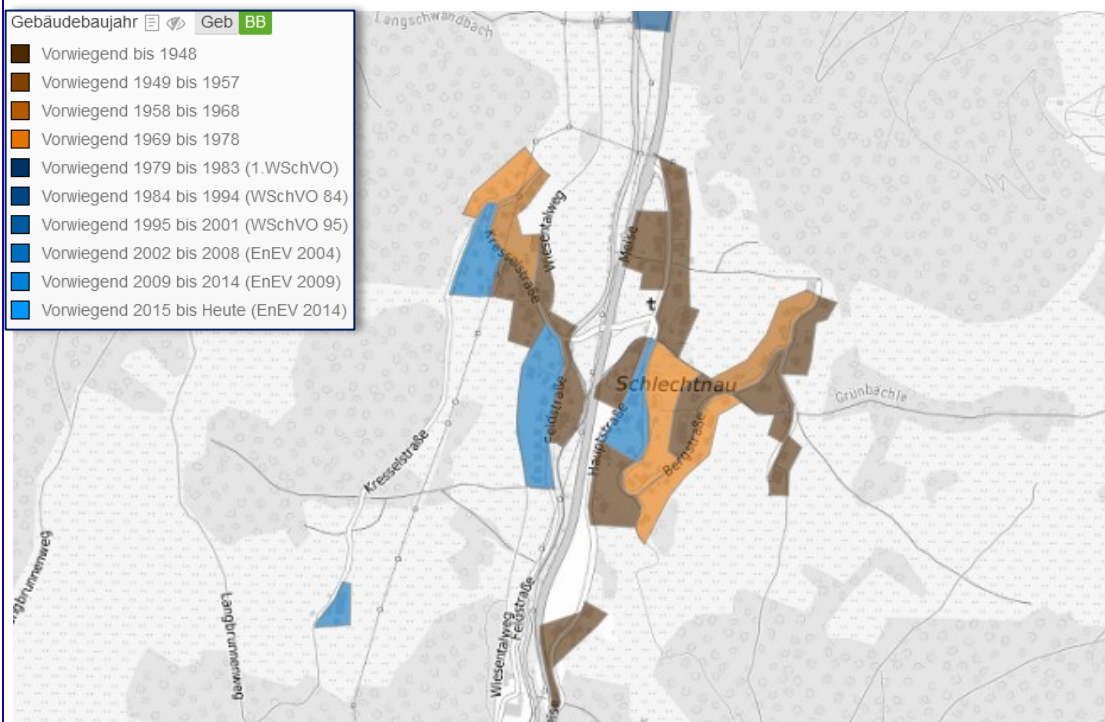 Gebäudebaujahr Geb BB
Vorwiegend bis 1948
Vorwiegend 1949 bis 1957
Vorwiegend 1958 bis 1968
Vorwiegend 1969 bis 1978
Vorwiegend 1979 bis 1983 (1.WSchVO)
Vorwiegend 1984 bis 1994 (WSchVO 84)
Vorwiegend 1995 bis 2001 (WSchVO 95)
Vorwiegend 2002 bis 2008 (EnEV 2004)
Vorwiegend 2009 bis 2014 (EnEV 2009)
Vorwiegend 2015 bis Heute (EnEV 2014)
Langschwandbach
Wiesentalweg
Kresselstraße
Schlechtnau
Grünbächle
Feldstraße
Hauptstraße
Bergstraße
Kresselstraße
Langbrunnenweg
Feldstraße
Wiesentalweg